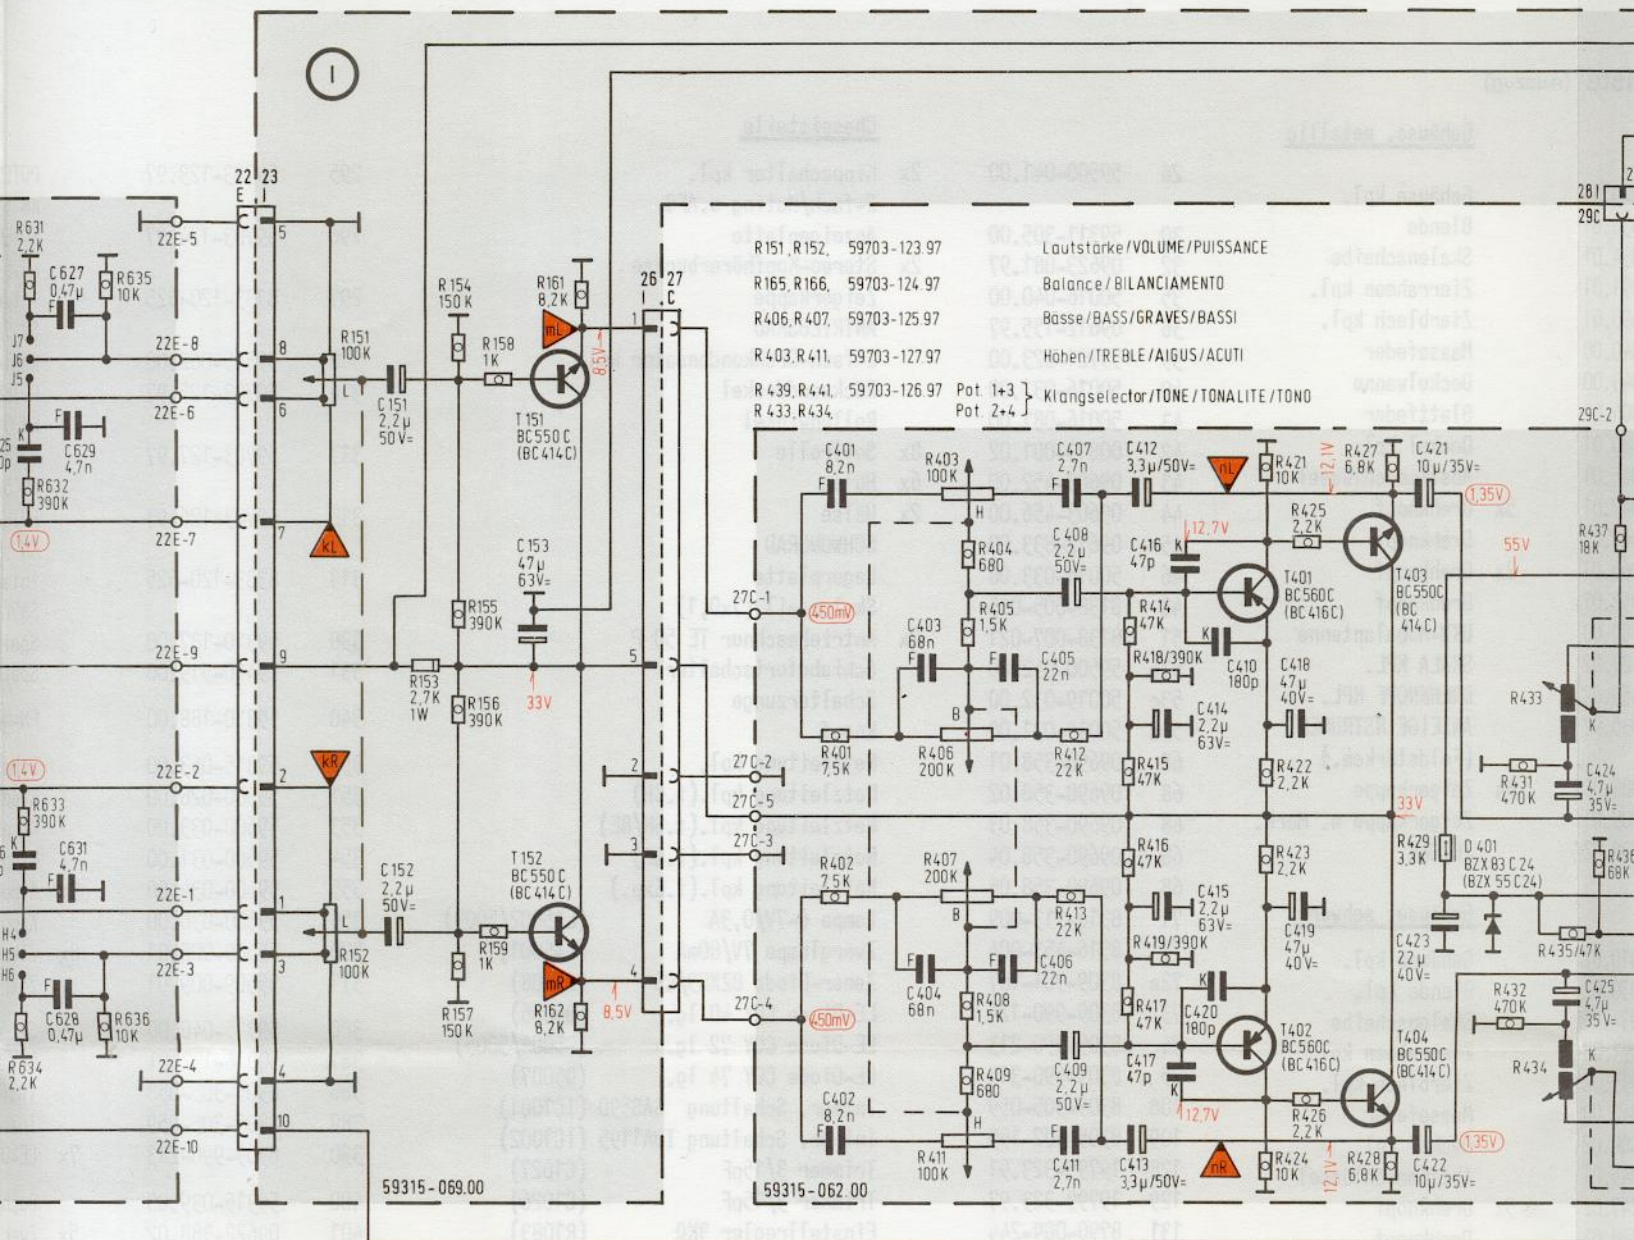 I
22 23
E I
R631
2,2K
C627
0,47µ
F
R635
10K
J7
J6
J5
F
C629
4,7n
K
R632
390K
1,4V
22E-5
22E-8
22E-6
22E-7
22E-9
22E-2
22E-1
22E-3
22E-4
22E-10
5
8
6
7
9
2
1
3
4
10
1,4V
R633
390K
K
C631
4,7n
F
H4
H5
H6
F
C628
0,47µ
R636
10K
R634
2,2K
R151
100K
L
kL
kR
L
R152
100K
C151
2,2µ
50V=
R154
150K
R158
1K
R161
8,2K
mL
8,5V
T151
BC550C
(BC414C)
C153
47µ
63V=
R155
390K
R153
2,7K
1W
R156
390K
33V
C152
2,2µ
50V=
T152
BC550C
(BC414C)
R159
1K
mR
R162
8,2K
8,5V
R157
150K
59315-069.00
26 27
I C
1
5
2
3
4
R151, R152, 59703-123.97 Lautstärke/VOLUME/PUISSANCE
R165, R166, 59703-124.97 Balance/BILANCIAMENTO
R406, R407, 59703-125.97 Bässe/BASS/GRAVES/BASSI
R403, R411, 59703-127.97 Höhen/TREBLE/AIGUS/ACUTI
R439, R441, 59703-126.97 Pot. 1+3 } Klangselector/TONE/TONALITE/TONO
R433, R434, Pot. 2+4
27C-1
27C-2
27C-5
27C-3
27C-4
450mV
450mV
C401
8,2n
F
R403
100K
H
C407
2,7n
F
C412
3,3µ/50V=
nL
R421
10K
12,1V
R427
6,8K
C421
10µ/35V=
1,35V
R404
680
C408
2,2µ
50V=
C416
47p
K
12,7V
R425
2,2K
T401
BC560C
(BC416C)
T403
BC550C
(BC
414C)
55V
C403
68n
F
R405
1,5K
F
C405
22n
R414
47K
K
C410
180p
R418/390K
C418
47µ
40V=
C414
2,2µ
63V=
R401
7,5K
B
R406
200K
R412
22K
R415
47K
R422
2,2K
33V
R402
7,5K
R407
200K
B
R413
22K
R416
47K
R423
2,2K
C415
2,2µ
63V=
R419/390K
C419
47µ
40V=
R429
3,3K
D401
BZX 83 C 24
(BZX 55 C24)
C423
22µ
40V=
F
C404
68n
F
C406
22n
R408
1,5K
R417
47K
K
C420
180p
T402
BC560C
(BC416C)
T404
BC550C
(BC414C)
R409
680
C409
2,2µ
50V=
C417
47p
K
12,7V
R426
2,2K
C402
8,2n
F
H
R411
100K
F
C411
2,7n
C413
3,3µ/50V=
nR
R424
10K
12,1V
R428
6,8K
C422
10µ/35V=
1,35V
59315-062.00
28 I
29C
29C-2
R437
18K
R433
K
R431
470K
C424
4,7µ
35V=
R436
68K
R435/47K
R432
470K
C425
4,7µ
35V=
R434
K